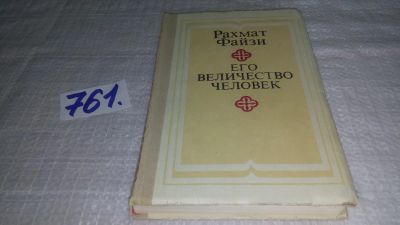 761.
Рахмат
Файзи
ЕГО
ВЕЛИЧЕСТВО
ЧЕЛОВЕК